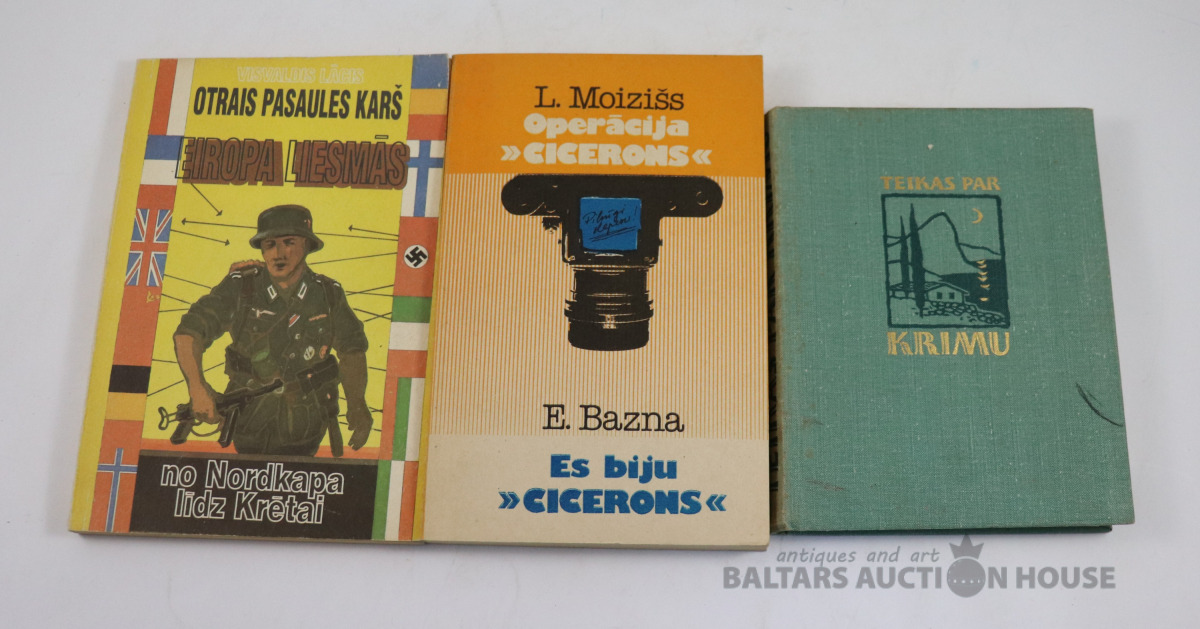 VISVALDIS LĀCIS
OTRAIS PASAULES KARŠ
EIROPA LIESMĀS
no Nordkapa
līdz Krētai
L. Moizišs
Operācija
»CICERONS«
E. Bazna
Es biju
»CICERONS«
TEIKAS PAR
KRIMU
antiques and art
BALTARS AUCTION HOUSE